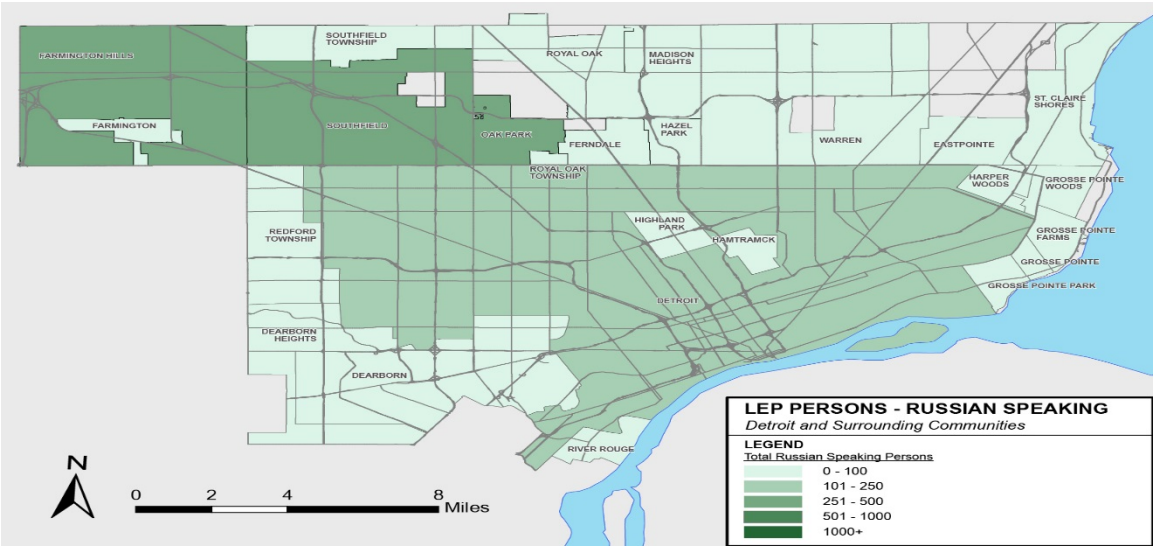 SOUTHFIELD
TOWNSHIP
ROYAL OAK
MADISON
HEIGHTS
FARMINGTON HILLS
ST. CLAIRE
SHORES
58
FARMINGTON
SOUTHFIELD
OAK PARK
HAZEL
PARK
FERNDALE
WARREN
EASTPOINTE
ROYAL OAK
TOWNSHIP
HARPER
WOODS
GROSSE POINTE
WOODS
HIGHLAND
PARK
REDFORD
TOWNSHIP
HAMTRAMCK
GROSSE POINTE
FARMS
GROSSE POINTE
GROSSE POINTE PARK
DETROIT
DEARBORN
HEIGHTS
DEARBORN
RIVER ROUGE
N
0 2 4 8
Miles
LEP PERSONS - RUSSIAN SPEAKING
Detroit and Surrounding Communities
LEGEND
Total Russian Speaking Persons
0 - 100
101 - 250
251 - 500
501 - 1000
1000+